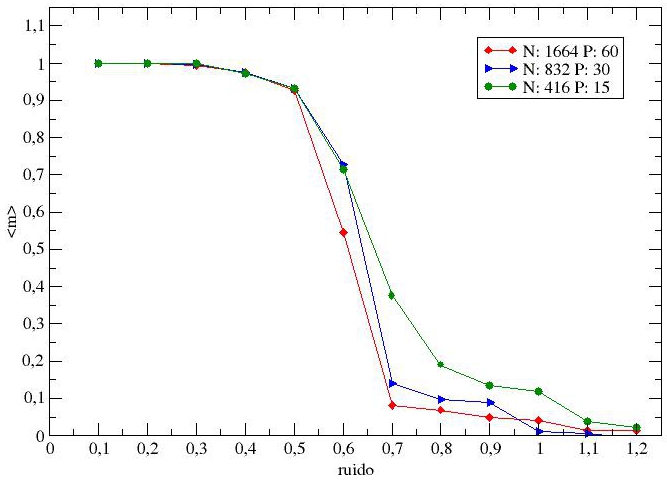 1,1
1
0,9
0,8
0,7
0,6
0,5
0,4
0,3
0,2
0,1
0
<m>
N: 1664 P: 60
N: 832 P: 30
N: 416 P: 15
0 0,1 0,2 0,3 0,4 0,5 0,6 0,7 0,8 0,9 1 1,1 1,2
ruido